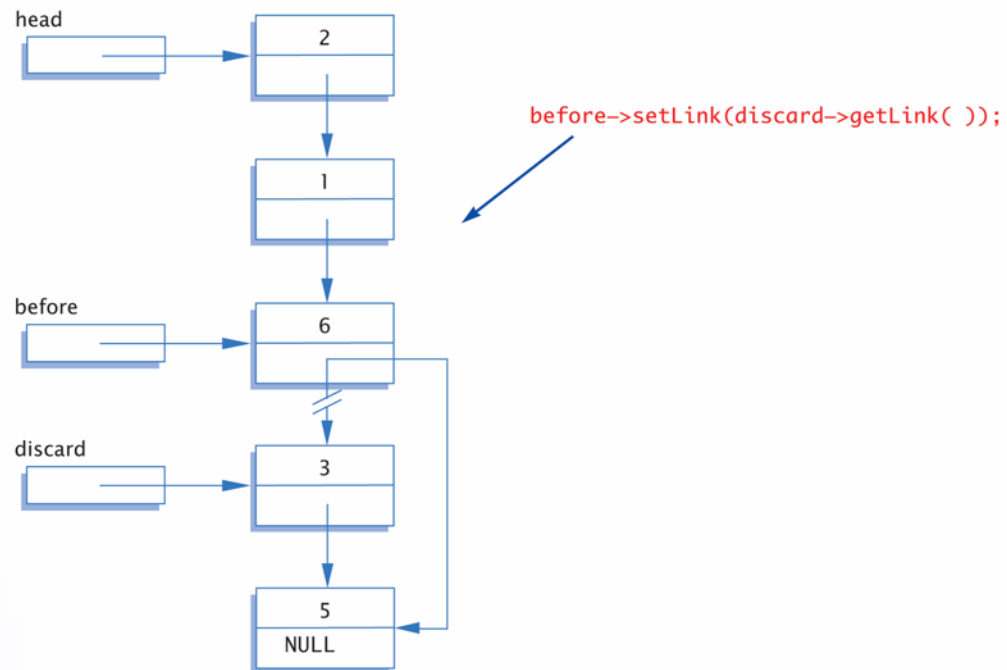 head
2
before->setLink(discard->getLink( ));
1
before
6
discard
3
5
NULL